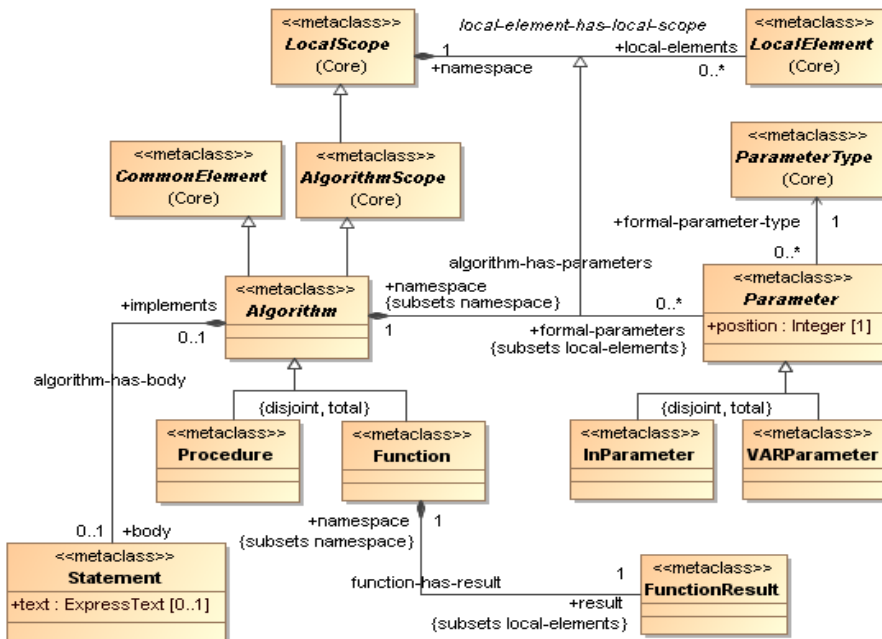 <<metaclass>>
LocalScope
(Core)
local-element-has-local-scope
1
+namespace
+local-elements
0..*
<<metaclass>>
LocalElement
(Core)
<<metaclass>>
CommonElement
(Core)
<<metaclass>>
AlgorithmScope
(Core)
<<metaclass>>
ParameterType
(Core)
+formal-parameter-type
1
0..*
algorithm-has-parameters
+implements
0..1
<<metaclass>>
Algorithm
+namespace
{subsets namespace}
1
0..*
+formal-parameters
{subsets local-elements}
<<metaclass>>
Parameter
+position : Integer [1]
algorithm-has-body
{disjoint, total}
{disjoint, total}
<<metaclass>>
Procedure
<<metaclass>>
Function
<<metaclass>>
InParameter
<<metaclass>>
VARParameter
+namespace
1
{subsets namespace}
0..1
+body
<<metaclass>>
Statement
+text : ExpressText [0..1]
function-has-result
1
+result
{subsets local-elements}
<<metaclass>>
FunctionResult